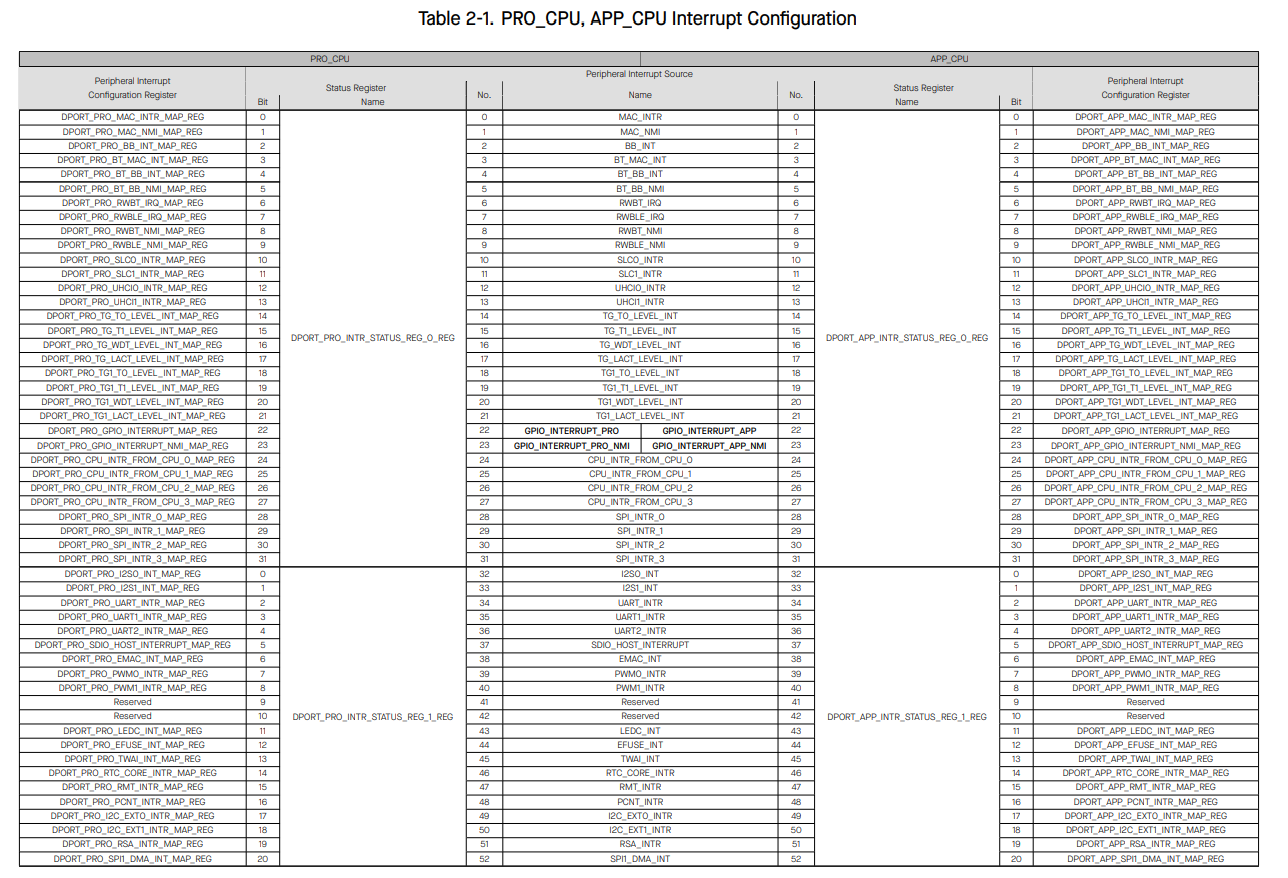 Table 2-1. PRO_CPU, APP_CPU Interrupt Configuration
PRO_CPU APP_CPU
Peripheral Interrupt Configuration Register Bit Status Register Name No. Peripheral Interrupt Source Name No. Status Register Name Bit Peripheral Interrupt Configuration Register
DPORT_PRO_MAC_INTR_MAP_REG 0 0 MAC_INTR 0 0 DPORT_APP_MAC_INTR_MAP_REG
DPORT_PRO_MAC_NMI_MAP_REG 1 1 MAC_NMI 1 1 DPORT_APP_MAC_NMI_MAP_REG
DPORT_PRO_BB_INT_MAP_REG 2 2 BB_INT 2 2 DPORT_APP_BB_INT_MAP_REG
DPORT_PRO_BT_MAC_INT_MAP_REG 3 3 BT_MAC_INT 3 3 DPORT_APP_BT_MAC_INT_MAP_REG
DPORT_PRO_BT_BB_INT_MAP_REG 4 4 BT_BB_INT 4 4 DPORT_APP_BT_BB_INT_MAP_REG
DPORT_PRO_BT_BB_NMI_MAP_REG 5 5 BT_BB_NMI 5 5 DPORT_APP_BT_BB_NMI_MAP_REG
DPORT_PRO_RWBT_IRQ_MAP_REG 6 6 RWBT_IRQ 6 6 DPORT_APP_RWBT_IRQ_MAP_REG
DPORT_PRO_RWBLE_IRQ_MAP_REG 7 7 RWBLE_IRQ 7 7 DPORT_APP_RWBLE_IRQ_MAP_REG
DPORT_PRO_RWBT_NMI_MAP_REG 8 8 RWBT_NMI 8 8 DPORT_APP_RWBT_NMI_MAP_REG
DPORT_PRO_RWBLE_NMI_MAP_REG 9 9 RWBLE_NMI 9 9 DPORT_APP_RWBLE_NMI_MAP_REG
DPORT_PRO_SLC0_INTR_MAP_REG 10 10 SLC0_INTR 10 10 DPORT_APP_SLC0_INTR_MAP_REG
DPORT_PRO_SLC1_INTR_MAP_REG 11 11 SLC1_INTR 11 11 DPORT_APP_SLC1_INTR_MAP_REG
DPORT_PRO_UHCI0_INTR_MAP_REG 12 12 UHCI0_INTR 12 12 DPORT_APP_UHCI0_INTR_MAP_REG
DPORT_PRO_UHCI1_INTR_MAP_REG 13 13 UHCI1_INTR 13 13 DPORT_APP_UHCI1_INTR_MAP_REG
DPORT_PRO_TG_T0_LEVEL_INT_MAP_REG 14 14 TG_T0_LEVEL_INT 14 14 DPORT_APP_TG_T0_LEVEL_INT_MAP_REG
DPORT_PRO_TG_T1_LEVEL_INT_MAP_REG 15 DPORT_PRO_INTR_STATUS_REG_0_REG 15 TG_T1_LEVEL_INT 15 DPORT_APP_INTR_STATUS_REG_0_REG 15 DPORT_APP_TG_T1_LEVEL_INT_MAP_REG
DPORT_PRO_TG_WDT_LEVEL_INT_MAP_REG 16 16 TG_WDT_LEVEL_INT 16 16 DPORT_APP_TG_WDT_LEVEL_INT_MAP_REG
DPORT_PRO_TG_LACT_LEVEL_INT_MAP_REG 17 17 TG_LACT_LEVEL_INT 17 17 DPORT_APP_TG_LACT_LEVEL_INT_MAP_REG
DPORT_PRO_TG1_T0_LEVEL_INT_MAP_REG 18 18 TG1_T0_LEVEL_INT 18 18 DPORT_APP_TG1_T0_LEVEL_INT_MAP_REG
DPORT_PRO_TG1_T1_LEVEL_INT_MAP_REG 19 19 TG1_T1_LEVEL_INT 19 19 DPORT_APP_TG1_T1_LEVEL_INT_MAP_REG
DPORT_PRO_TG1_WDT_LEVEL_INT_MAP_REG 20 20 TG1_WDT_LEVEL_INT 20 20 DPORT_APP_TG1_WDT_LEVEL_INT_MAP_REG
DPORT_PRO_TG1_LACT_LEVEL_INT_MAP_REG 21 21 TG1_LACT_LEVEL_INT 21 21 DPORT_APP_TG1_LACT_LEVEL_INT_MAP_REG
DPORT_PRO_GPIO_INTERRUPT_MAP_REG 22 22 GPIO_INTERRUPT_PRO GPIO_INTERRUPT_APP 22 22 DPORT_APP_GPIO_INTERRUPT_MAP_REG
DPORT_PRO_GPIO_INTERRUPT_NMI_MAP_REG 23 23 GPIO_INTERRUPT_PRO_NMI GPIO_INTERRUPT_APP_NMI 23 23 DPORT_APP_GPIO_INTERRUPT_NMI_MAP_REG
DPORT_PRO_CPU_INTR_FROM_CPU_0_MAP_REG 24 24 CPU_INTR_FROM_CPU_0 24 24 DPORT_APP_CPU_INTR_FROM_CPU_0_MAP_REG
DPORT_PRO_CPU_INTR_FROM_CPU_1_MAP_REG 25 25 CPU_INTR_FROM_CPU_1 25 25 DPORT_APP_CPU_INTR_FROM_CPU_1_MAP_REG
DPORT_PRO_CPU_INTR_FROM_CPU_2_MAP_REG 26 26 CPU_INTR_FROM_CPU_2 26 26 DPORT_APP_CPU_INTR_FROM_CPU_2_MAP_REG
DPORT_PRO_CPU_INTR_FROM_CPU_3_MAP_REG 27 27 CPU_INTR_FROM_CPU_3 27 27 DPORT_APP_CPU_INTR_FROM_CPU_3_MAP_REG
DPORT_PRO_SPI_INTR_0_MAP_REG 28 28 SPI_INTR_0 28 28 DPORT_APP_SPI_INTR_0_MAP_REG
DPORT_PRO_SPI_INTR_1_MAP_REG 29 29 SPI_INTR_1 29 29 DPORT_APP_SPI_INTR_1_MAP_REG
DPORT_PRO_SPI_INTR_2_MAP_REG 30 30 SPI_INTR_2 30 30 DPORT_APP_SPI_INTR_2_MAP_REG
DPORT_PRO_SPI_INTR_3_MAP_REG 31 31 SPI_INTR_3 31 31 DPORT_APP_SPI_INTR_3_MAP_REG
DPORT_PRO_I2S0_INT_MAP_REG 0 32 I2S0_INT 32 0 DPORT_APP_I2S0_INT_MAP_REG
DPORT_PRO_I2S1_INT_MAP_REG 1 33 I2S1_INT 33 1 DPORT_APP_I2S1_INT_MAP_REG
DPORT_PRO_UART_INTR_MAP_REG 2 34 UART_INTR 34 2 DPORT_APP_UART_INTR_MAP_REG
DPORT_PRO_UART1_INTR_MAP_REG 3 35 UART1_INTR 35 3 DPORT_APP_UART1_INTR_MAP_REG
DPORT_PRO_UART2_INTR_MAP_REG 4 36 UART2_INTR 36 4 DPORT_APP_UART2_INTR_MAP_REG
DPORT_PRO_SDIO_HOST_INTERRUPT_MAP_REG 5 37 SDIO_HOST_INTERRUPT 37 5 DPORT_APP_SDIO_HOST_INTERRUPT_MAP_REG
DPORT_PRO_EMAC_INT_MAP_REG 6 38 EMAC_INT 38 6 DPORT_APP_EMAC_INT_MAP_REG
DPORT_PRO_PWM0_INTR_MAP_REG 7 39 PWM0_INTR 39 7 DPORT_APP_PWM0_INTR_MAP_REG
DPORT_PRO_PWM1_INTR_MAP_REG 8 40 PWM1_INTR 40 8 DPORT_APP_PWM1_INTR_MAP_REG
Reserved 9 41 Reserved 41 9 Reserved
Reserved 10 DPORT_PRO_INTR_STATUS_REG_1_REG 42 Reserved 42 DPORT_APP_INTR_STATUS_REG_1_REG 10 Reserved
DPORT_PRO_LEDC_INT_MAP_REG 11 43 LEDC_INT 43 11 DPORT_APP_LEDC_INT_MAP_REG
DPORT_PRO_EFUSE_INT_MAP_REG 12 44 EFUSE_INT 44 12 DPORT_APP_EFUSE_INT_MAP_REG
DPORT_PRO_TWAI_INT_MAP_REG 13 45 TWAI_INT 45 13 DPORT_APP_TWAI_INT_MAP_REG
DPORT_PRO_RTC_CORE_INTR_MAP_REG 14 46 RTC_CORE_INTR 46 14 DPORT_APP_RTC_CORE_INTR_MAP_REG
DPORT_PRO_RMT_INTR_MAP_REG 15 47 RMT_INTR 47 15 DPORT_APP_RMT_INTR_MAP_REG
DPORT_PRO_PCNT_INTR_MAP_REG 16 48 PCNT_INTR 48 16 DPORT_APP_PCNT_INTR_MAP_REG
DPORT_PRO_I2C_EXT0_INTR_MAP_REG 17 49 I2C_EXT0_INTR 49 17 DPORT_APP_I2C_EXT0_INTR_MAP_REG
DPORT_PRO_I2C_EXT1_INTR_MAP_REG 18 50 I2C_EXT1_INTR 50 18 DPORT_APP_I2C_EXT1_INTR_MAP_REG
DPORT_PRO_RSA_INTR_MAP_REG 19 51 RSA_INTR 51 19 DPORT_APP_RSA_INTR_MAP_REG
DPORT_PRO_SPI1_DMA_INT_MAP_REG 20 52 SPI1_DMA_INT 52 20 DPORT_APP_SPI1_DMA_INT_MAP_REG